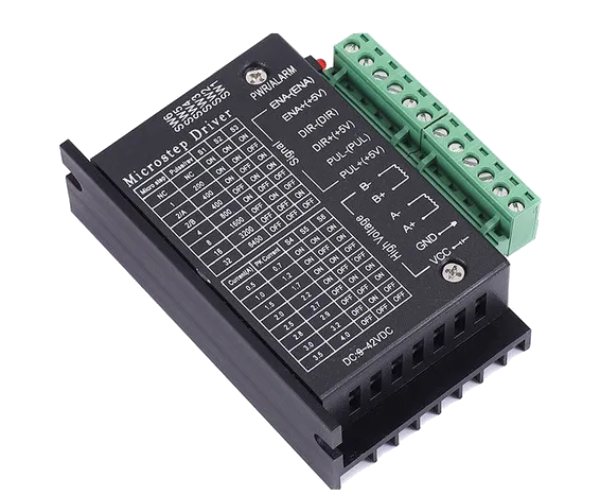 SW1
SW2
SW3
SW4
SW5
SW6
PWR/ALARM
Microstep Driver
ENA-(ENA)
ENA+(+5V)
DIR-(DIR)
DIR+(+5V)
PUL-(PUL)
PUL+(+5V)
Signal
B-
B+
A-
A+
GND
VCC
High Voltage
Micro step Pulse/rev S1 S2 S3
NC NC ON ON ON
1 200 ON ON OFF
2/A 400 ON OFF ON
2/B 400 OFF ON ON
4 800 ON OFF OFF
8 1600 OFF ON OFF
16 3200 OFF OFF ON
32 6400 OFF OFF OFF
Current(A) PK Current S4 S5 S6
0.5 0.7 ON ON ON
1.0 1.2 ON OFF ON
1.5 1.7 ON ON OFF
2.0 2.2 ON OFF OFF
2.5 2.7 OFF ON ON
2.8 2.9 OFF OFF ON
3.0 3.2 OFF ON OFF
3.5 4.0 OFF OFF OFF
DC:9-42VDC